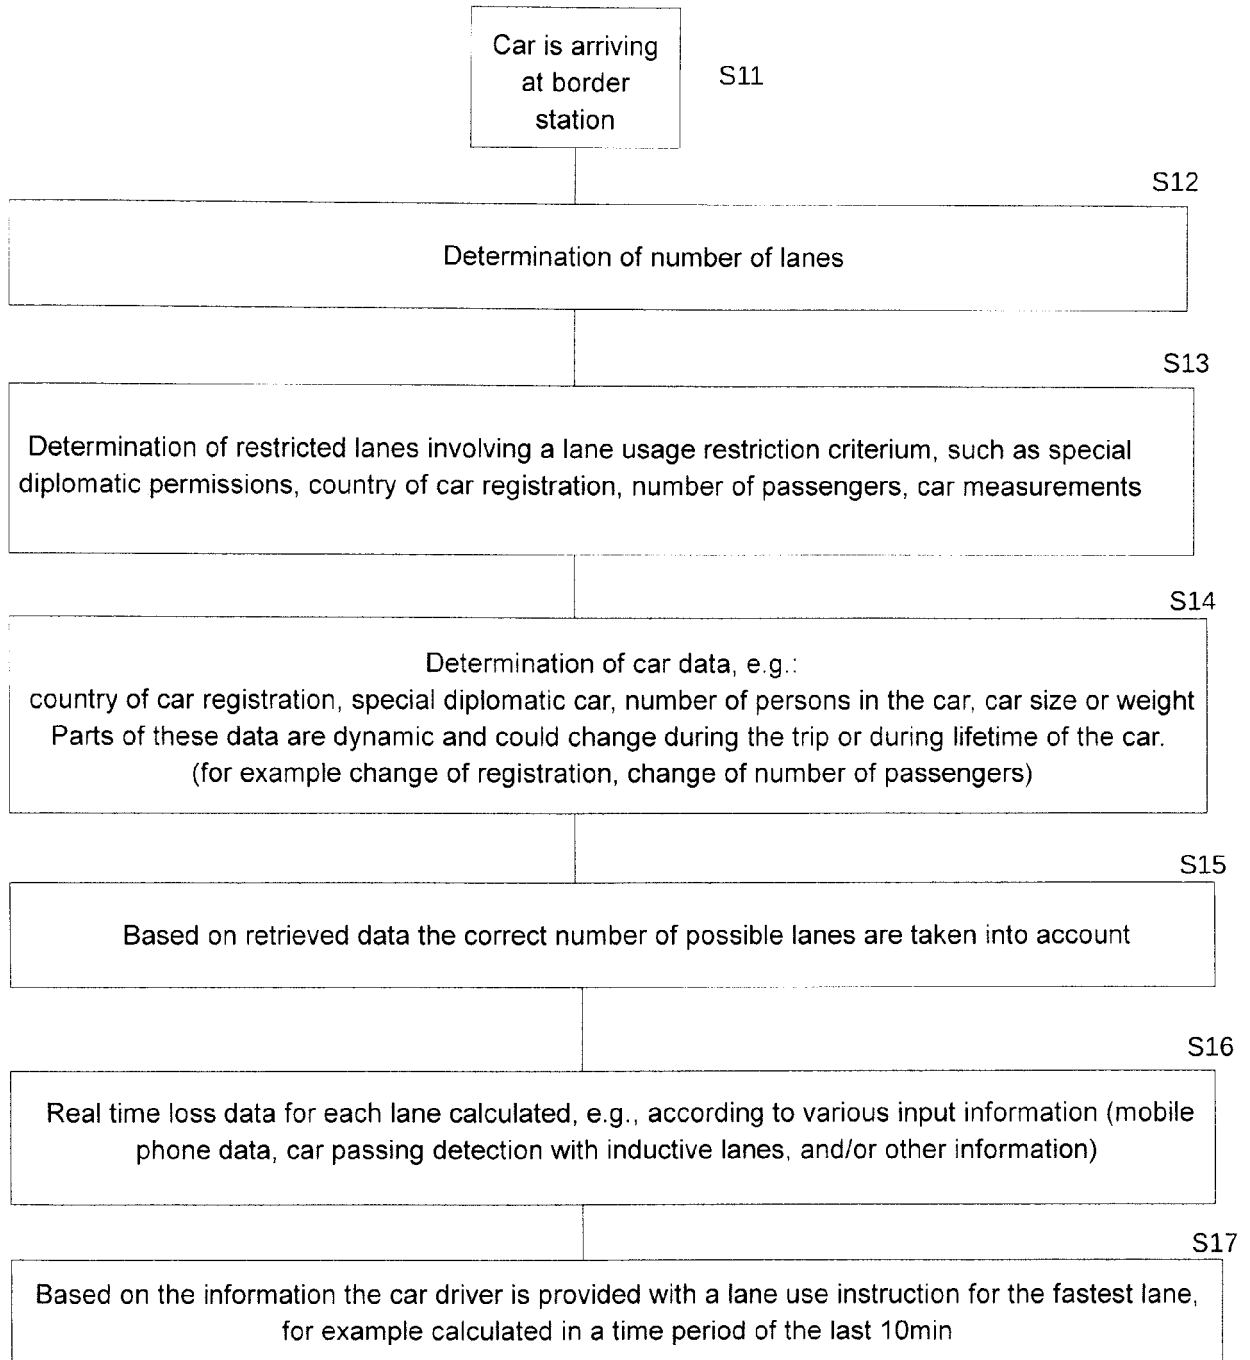 Car is arriving
at border
station
S11
S12
Determination of number of lanes
S13
Determination of restricted lanes involving a lane usage restriction criterium, such as special
diplomatic permissions, country of car registration, number of passengers, car measurements
S14
Determination of car data, e.g.:
country of car registration, special diplomatic car, number of persons in the car, car size or weight
Parts of these data are dynamic and could change during the trip or during lifetime of the car.
(for example change of registration, change of number of passengers)
S15
Based on retrieved data the correct number of possible lanes are taken into account
S16
Real time loss data for each lane calculated, e.g., according to various input information (mobile
phone data, car passing detection with inductive lanes, and/or other information)
S17
Based on the information the car driver is provided with a lane use instruction for the fastest lane,
for example calculated in a time period of the last 10min